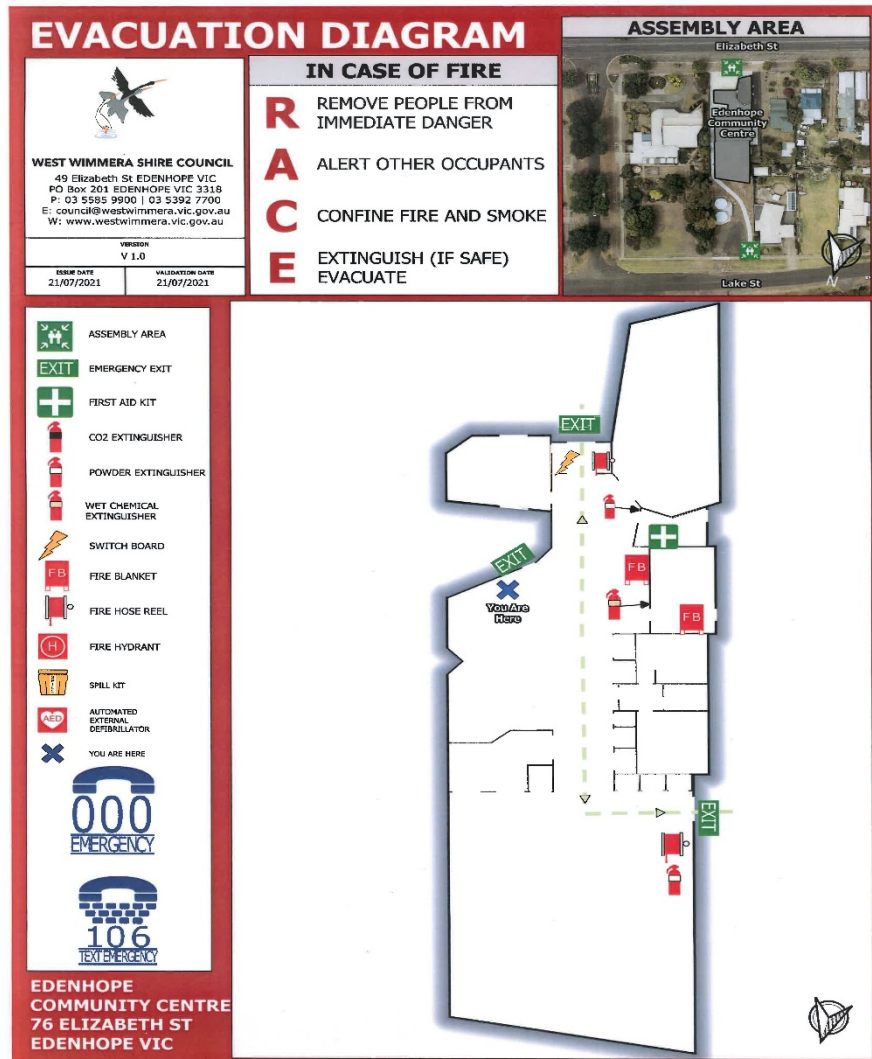 EVACUATION DIAGRAM
WEST WIMMERA SHIRE COUNCIL
49 Elizabeth St EDENHOPE VIC
PO Box 201 EDENHOPE VIC 3318
P: 03 5585 9900 | 03 5392 7700
E: council@westwimmera.vic.gov.au
W: www.westwimmera.vic.gov.au
VERSION
V 1.0
ISSUE DATE
21/07/2021
VALIDATION DATE
21/07/2021
IN CASE OF FIRE
R REMOVE PEOPLE FROM
IMMEDIATE DANGER
A ALERT OTHER OCCUPANTS
C CONFINE FIRE AND SMOKE
E EXTINGUISH (IF SAFE)
EVACUATE
ASSEMBLY AREA
Elizabeth St
Edenhope
Community
Centre
Lake St
N
ASSEMBLY AREA
EXIT EMERGENCY EXIT
FIRST AID KIT
CO2 EXTINGUISHER
POWDER EXTINGUISHER
WET CHEMICAL
EXTINGUISHER
SWITCH BOARD
FB FIRE BLANKET
FIRE HOSE REEL
H FIRE HYDRANT
SPILL KIT
AED AUTOMATED
EXTERNAL
DEFIBRILLATOR
YOU ARE HERE
000
EMERGENCY
106
TEXT EMERGENCY
EXIT
EXIT
You Are
Here
FB
FB
EXIT
EDENHOPE
COMMUNITY CENTRE
76 ELIZABETH ST
EDENHOPE VIC